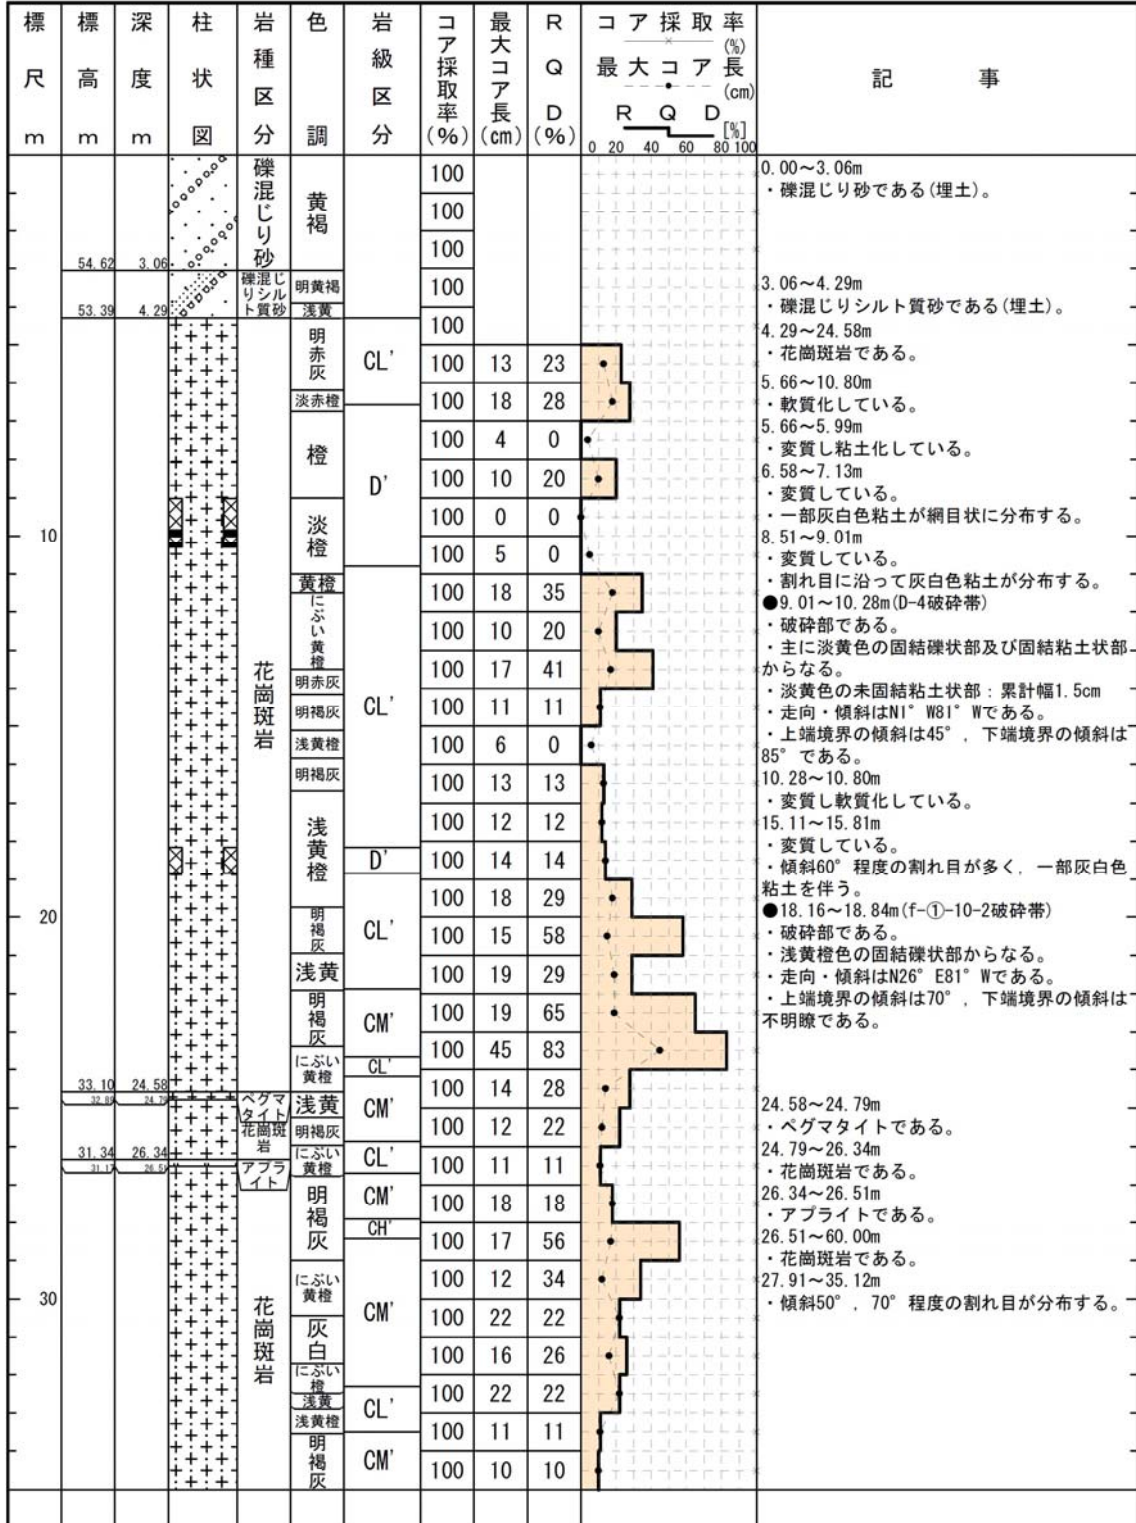 標尺 m
標高 m
深度 m
柱状図
岩種区分
色調
岩級区分
コア採取率(%)
最大コア長(cm)
RQD(%)
コア採取率
(%)
最大コア長
(cm)
RQD
[%]
0 20 40 60 80 100
記事
10
20
30
54.62 3.06
53.39 4.29
33.10 24.58
32.89 24.79
31.34 26.34
31.17 26.51
礫混じり砂
礫混じりシルト質砂
花崗斑岩
ペグマタイト
花崗斑岩
アプライト
花崗斑岩
黄褐
明黄褐
浅黄
明赤灰
淡赤橙
橙
淡橙
黄橙
にぶい黄橙
明赤灰
明褐灰
浅黄橙
明褐灰
浅黄橙
明褐灰
浅黄
明褐灰
にぶい黄橙
浅黄
明褐灰
にぶい黄橙
明褐灰
にぶい黄橙
灰白
にぶい橙
浅黄
浅黄橙
明褐灰
CL'
D'
CL'
D'
CL'
CM'
CL'
CM'
CL'
CM'
CH'
CM'
CL'
CM'
100
100
100
100
100
100 13 23
100 18 28
100 4 0
100 10 20
100 0 0
100 5 0
100 18 35
100 10 20
100 17 41
100 11 11
100 6 0
100 13 13
100 12 12
100 14 14
100 18 29
100 15 58
100 19 29
100 19 65
100 45 83
100 14 28
100 12 22
100 11 11
100 18 18
100 17 56
100 12 34
100 22 22
100 16 26
100 22 22
100 11 11
100 10 10
0.00～3.06m
・礫混じり砂である(埋土)。
3.06～4.29m
・礫混じりシルト質砂である(埋土)。
4.29～24.58m
・花崗斑岩である。
5.66～10.80m
・軟質化している。
5.66～5.99m
・変質し粘土化している。
6.58～7.13m
・変質している。
・一部灰白色粘土が網目状に分布する。
8.51～9.01m
・変質している。
・割れ目に沿って灰白色粘土が分布する。
●9.01～10.28m(D-4破砕帯)
・破砕部である。
・主に淡黄色の固結礫状部及び固結粘土状部
からなる。
・淡黄色の未固結粘土状部：累計幅1.5cm
・走向・傾斜はN1°W81°Wである。
・上端境界の傾斜は45°，下端境界の傾斜は
85°である。
10.28～10.80m
・変質し軟質化している。
15.11～15.81m
・変質している。
・傾斜60°程度の割れ目が多く，一部灰白色
粘土を伴う。
●18.16～18.84m(f-①-10-2破砕帯)
・破砕部である。
・浅黄橙色の固結礫状部からなる。
・走向・傾斜はN26°E81°Wである。
・上端境界の傾斜は70°，下端境界の傾斜は
不明瞭である。
24.58～24.79m
・ペグマタイトである。
24.79～26.34m
・花崗斑岩である。
26.34～26.51m
・アプライトである。
26.51～60.00m
・花崗斑岩である。
27.91～35.12m
・傾斜50°，70°程度の割れ目が分布する。